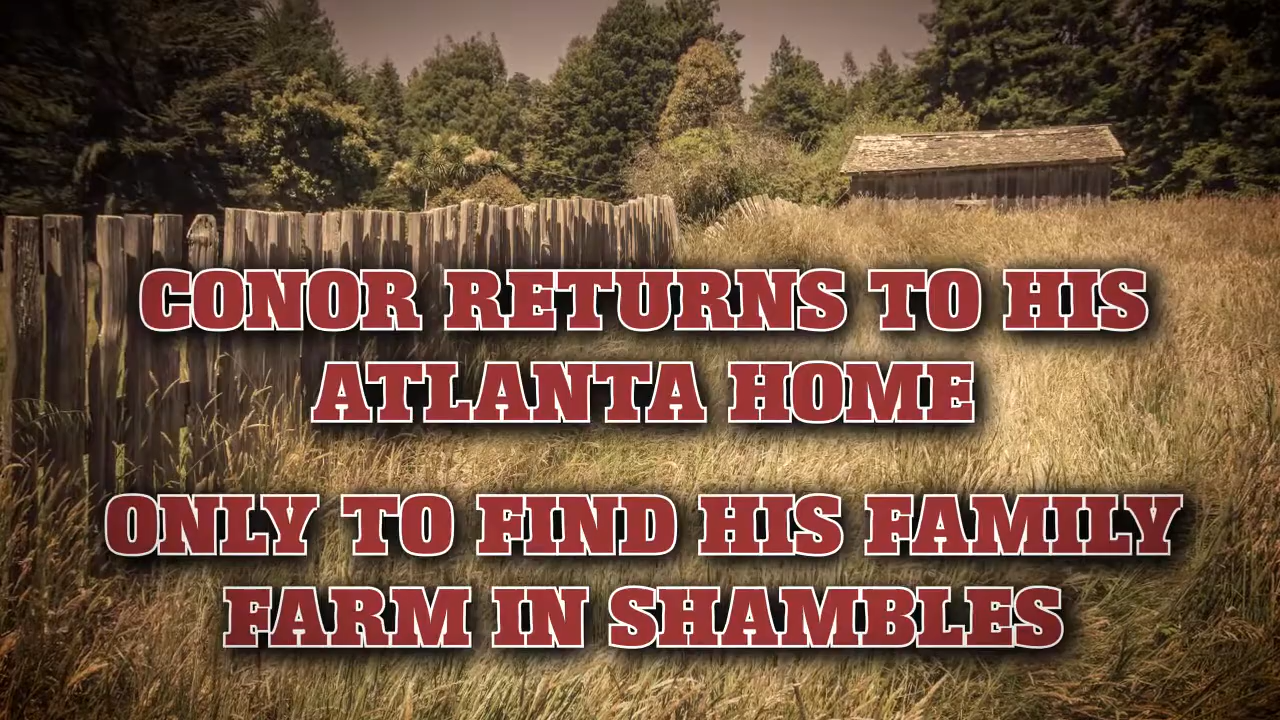 CONOR RETURNS TO HIS
ATLANTA HOME
ONLY TO FIND HIS FAMILY
FARM IN SHAMBLES